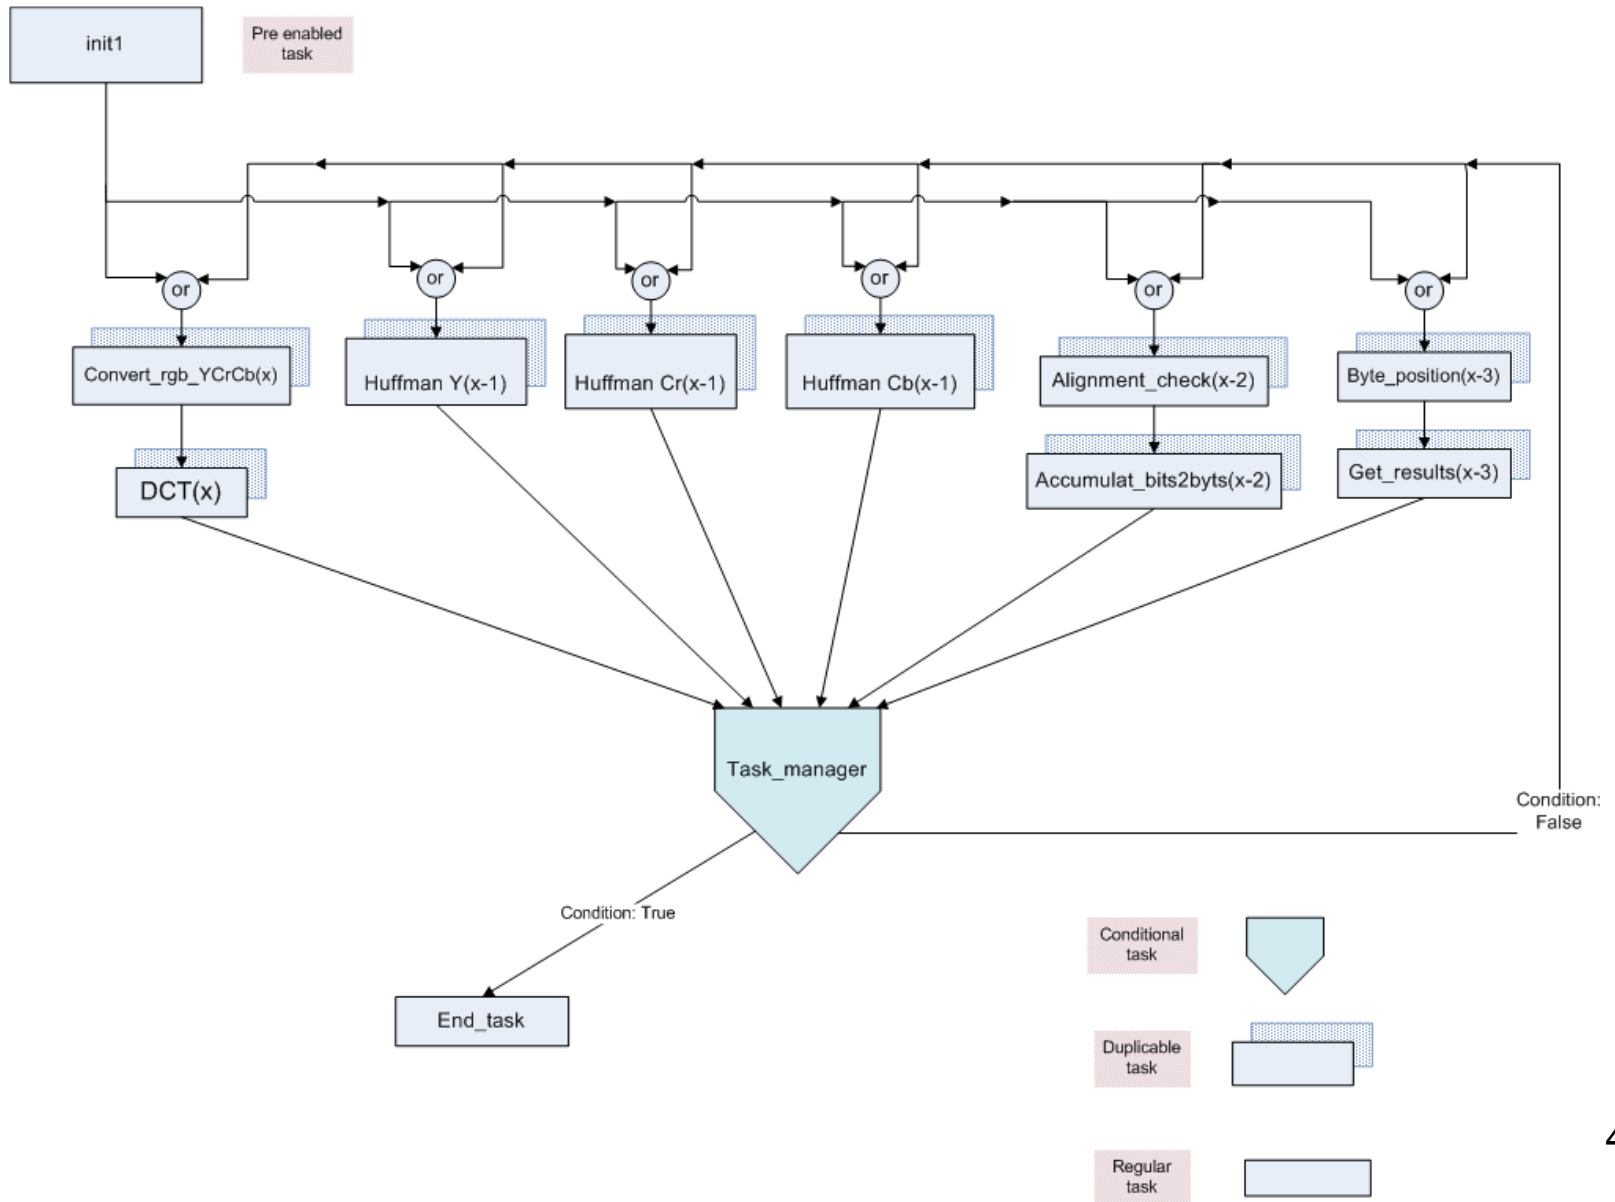 init1
Pre enabled
task
or
or
or
or
or
or
Convert_rgb_YCrCb(x)
Huffman Y(x-1)
Huffman Cr(x-1)
Huffman Cb(x-1)
Alignment_check(x-2)
Byte_position(x-3)
DCT(x)
Accumulat_bits2byts(x-2)
Get_results(x-3)
Task_manager
Condition:
False
Condition: True
End_task
Conditional
task
Duplicable
task
Regular
task
4